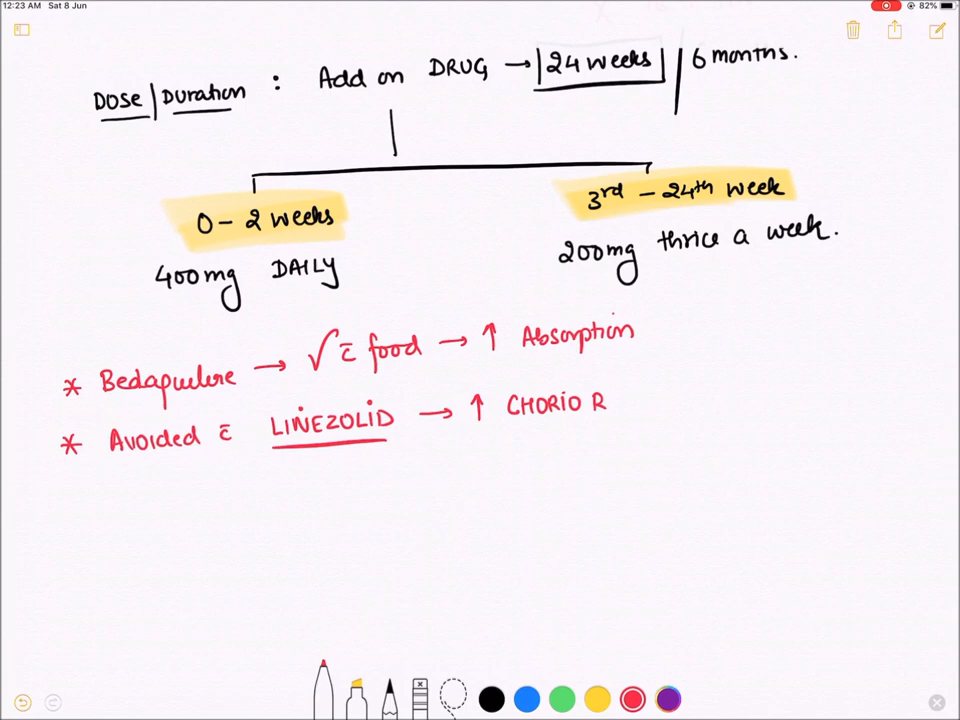 12:23 AM Sat 8 Jun 82%
Dose|Duration : Add on DRUG → |24 weeks| | 6 months.
0 - 2 weeks 3rd - 24th week
400mg DAILY 200mg thrice a week.
* Bedaquiline → √ c̄ food → ↑ Absorption
* Avoided c̄ LINEZOLID → ↑ CHORIO R